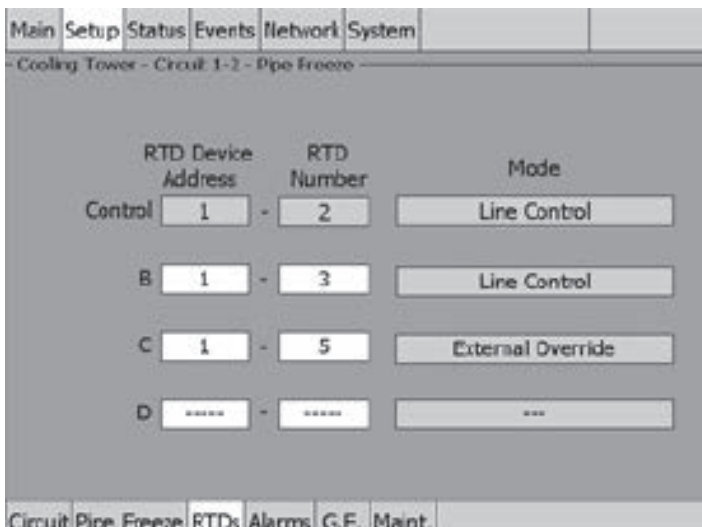 Main Setup Status Events Network System
Cooling Tower - Circuit 1-2 - Pipe Freeze
RTD Device Address RTD Number Mode
Control 1 - 2 Line Control
B 1 - 3 Line Control
C 1 - 5 External Override
D ----- - ----- ---
Circuit Pipe Freeze RTDs Alarms G.F. Maint.